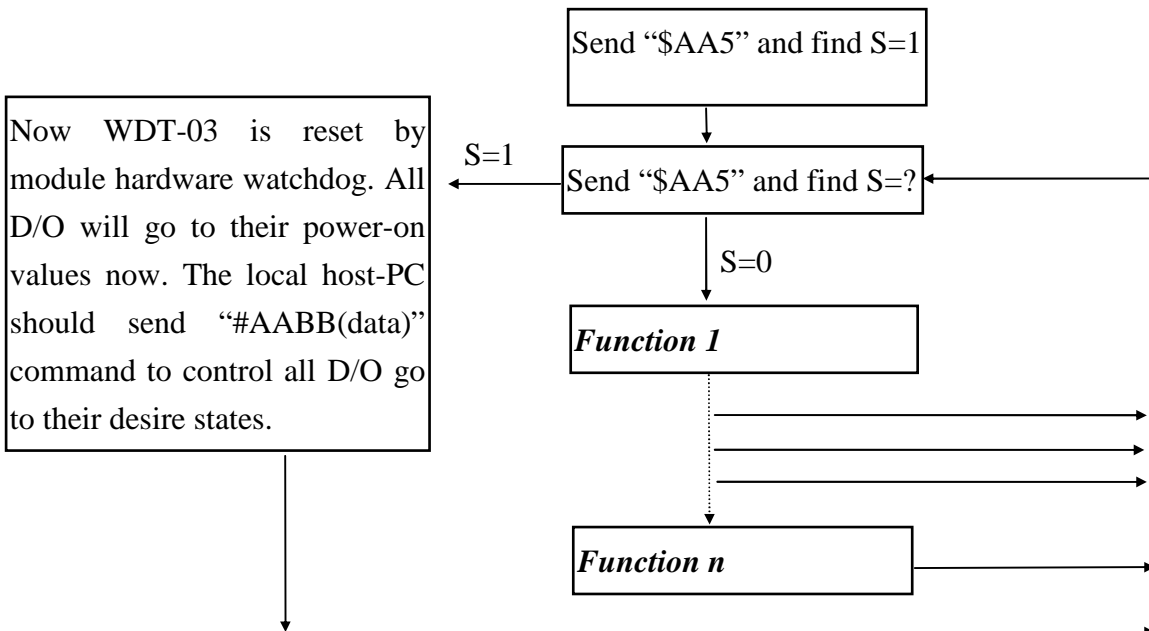 Send “$AA5” and find S=1
Now WDT-03 is reset by
module hardware watchdog. All
D/O will go to their power-on
values now. The local host-PC
should send “#AABB(data)”
command to control all D/O go
to their desire states.
S=1
Send “$AA5” and find S=?
S=0
Function 1
Function n